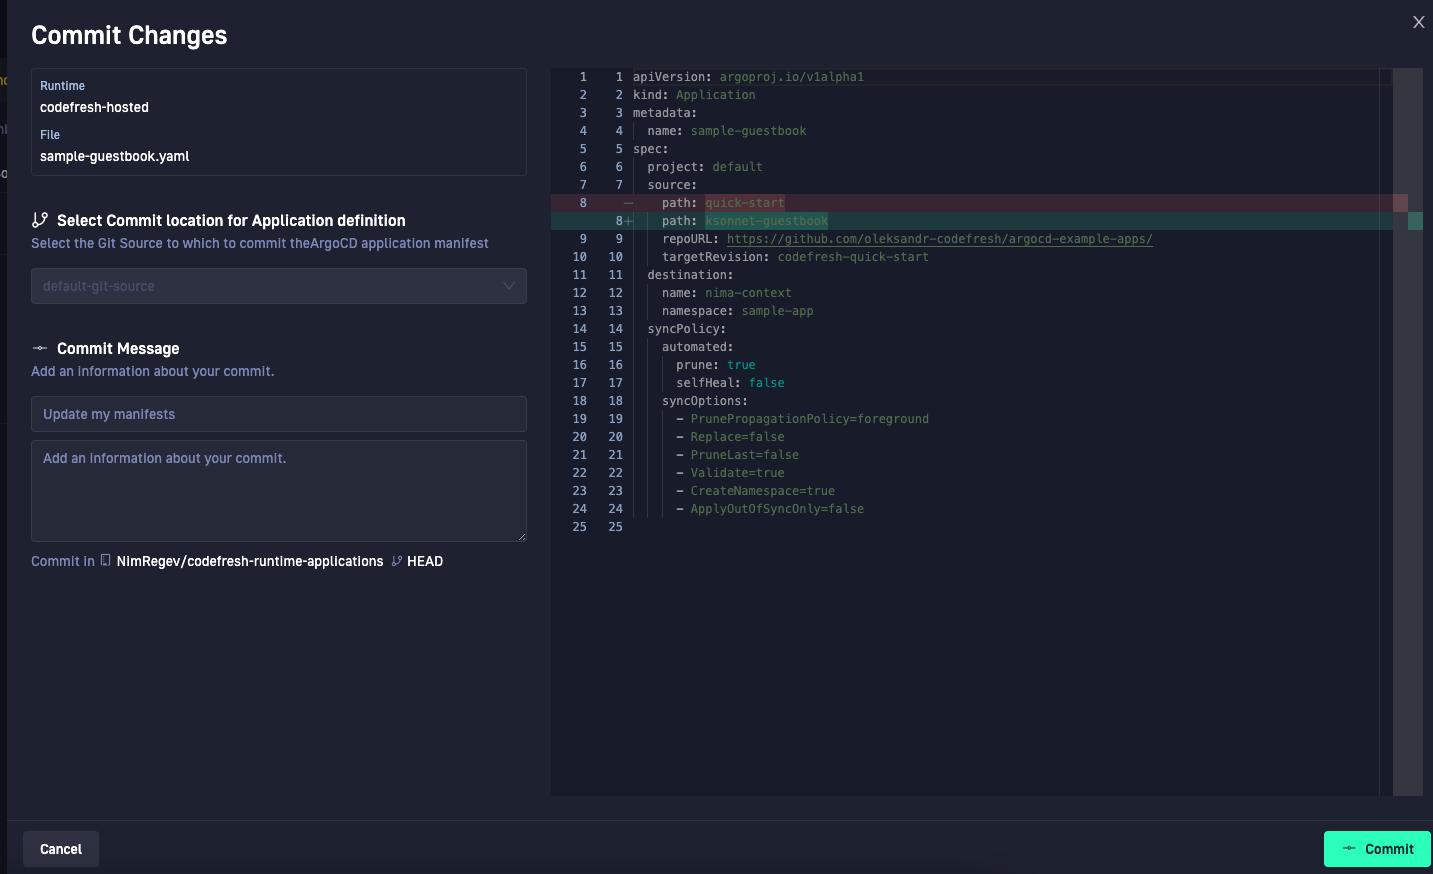 Commit Changes
X
Runtime
codefresh-hosted
File
sample-guestbook.yaml
Select Commit location for Application definition
Select the Git Source to which to commit theArgoCD application manifest
default-git-source
Commit Message
Add an information about your commit.
Update my manifests
Add an information about your commit.
Commit in NimRegev/codefresh-runtime-applications HEAD
1 1 apiVersion: argoproj.io/v1alpha1
2 2 kind: Application
3 3 metadata:
4 4 name: sample-guestbook
5 5 spec:
6 6 project: default
7 7 source:
8 — path: quick-start
8+ path: ksonnet-guestbook
9 9 repoURL: https://github.com/oleksandr-codefresh/argocd-example-apps/
10 10 targetRevision: codefresh-quick-start
11 11 destination:
12 12 name: nima-context
13 13 namespace: sample-app
14 14 syncPolicy:
15 15 automated:
16 16 prune: true
17 17 selfHeal: false
18 18 syncOptions:
19 19 - PrunePropagationPolicy=foreground
20 20 - Replace=false
21 21 - PruneLast=false
22 22 - Validate=true
23 23 - CreateNamespace=true
24 24 - ApplyOutOfSyncOnly=false
25 25
Cancel
Commit